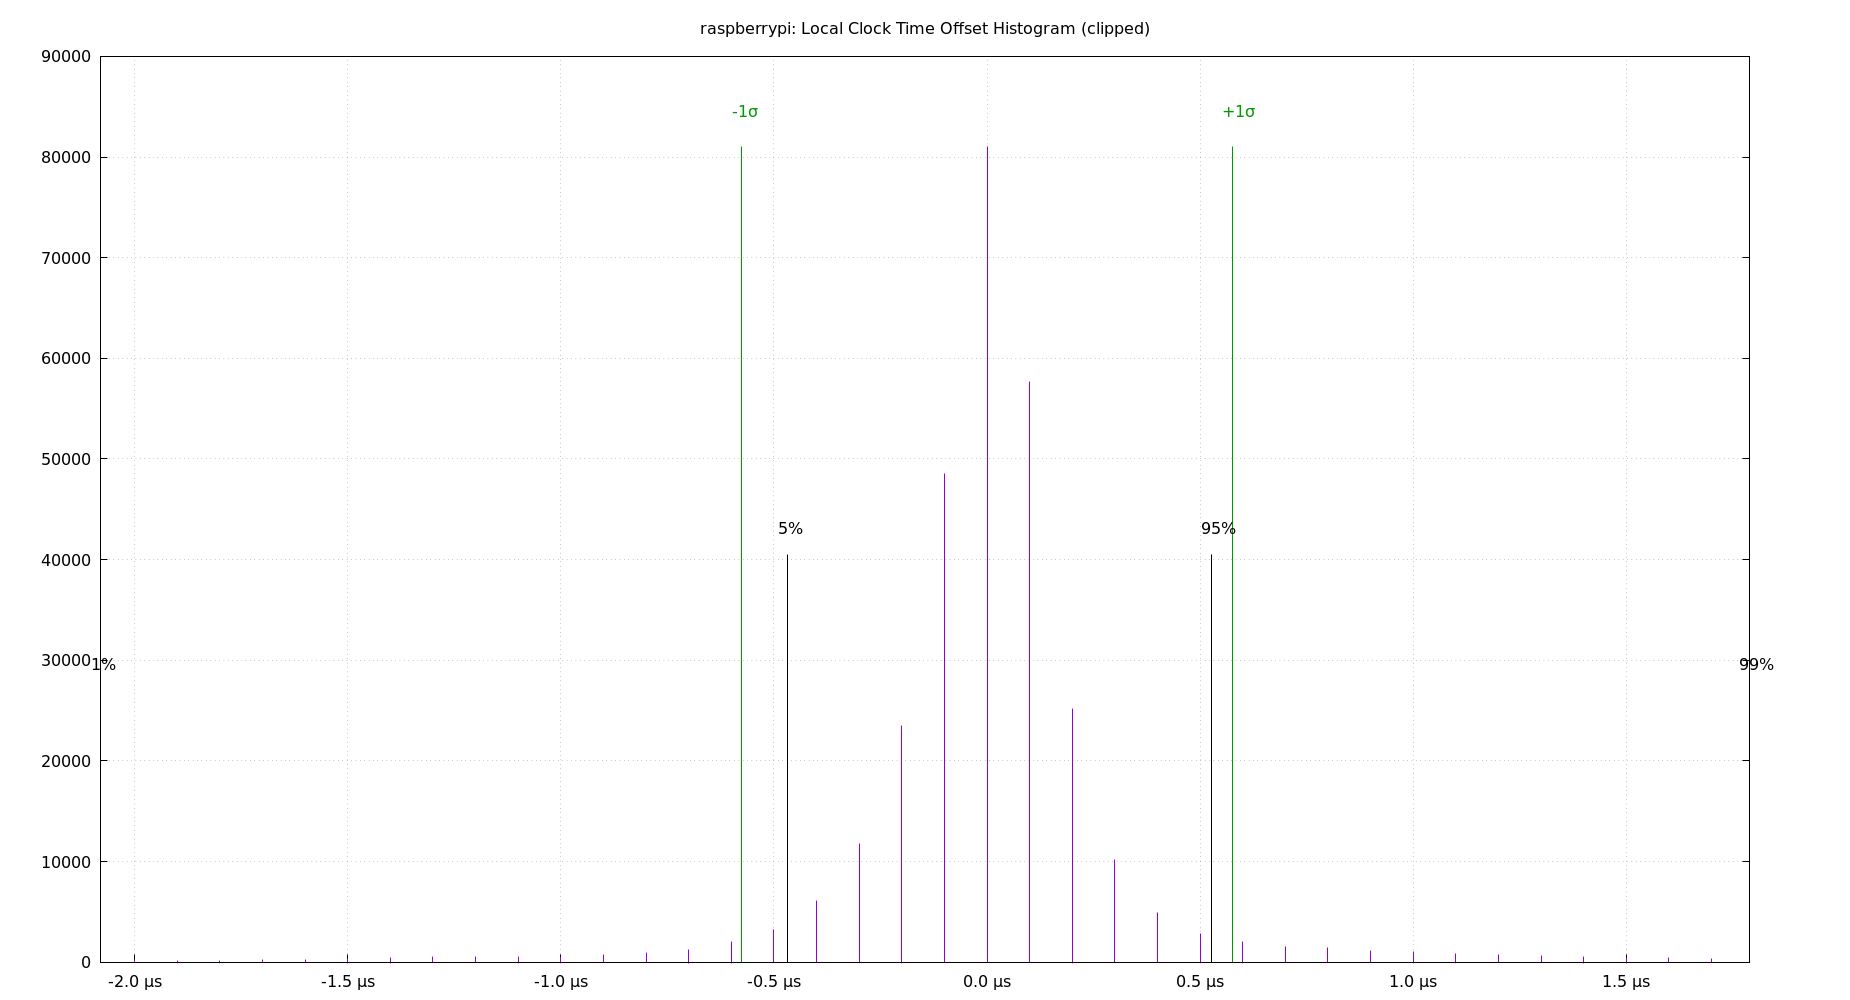 raspberrypi: Local Clock Time Offset Histogram (clipped)
90000
-1σ
+1σ
80000
70000
60000
5%
95%
50000
40000
30000
1%
99%
20000
10000
0
-2.0 µs
-1.5 µs
-1.0 µs
-0.5 µs
0.0 µs
0.5 µs
1.0 µs
1.5 µs